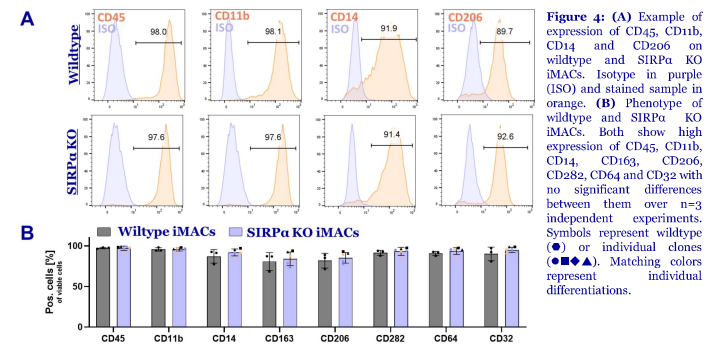 A
CD45
ISO
98.0
CD11b
ISO
98.1
CD14
ISO
91.9
CD206
ISO
89.7
Wildtype
97.6
97.6
91.4
92.6
SIRPα KO
B
Wiltype iMACs
SIRPα KO iMACs
Pos. cells [%]
of viable cells
100
50
0
CD45
CD11b
CD14
CD163
CD206
CD282
CD64
CD32
Figure 4: (A) Example of
expression of CD45, CD11b,
CD14 and CD206 on
wildtype and SIRPα KO
iMACs. Isotype in purple
(ISO) and stained sample in
orange. (B) Phenotype of
wildtype and SIRPα KO
iMACs. Both show high
expression of CD45, CD11b,
CD14, CD163, CD206,
CD282, CD64 and CD32 with
no significant differences
between them over n=3
independent experiments.
Symbols represent wildtype
(⬣) or individual clones
(●■◆▲). Matching colors
represent individual
differentiations.